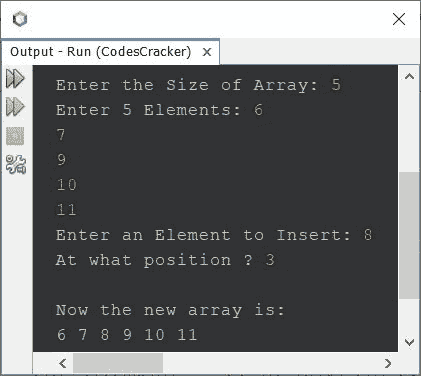 Output - Run (CodesCracker)
Enter the Size of Array: 5
Enter 5 Elements: 6
7
9
10
11
Enter an Element to Insert: 8
At what position ? 3
Now the new array is:
6 7 8 9 10 11